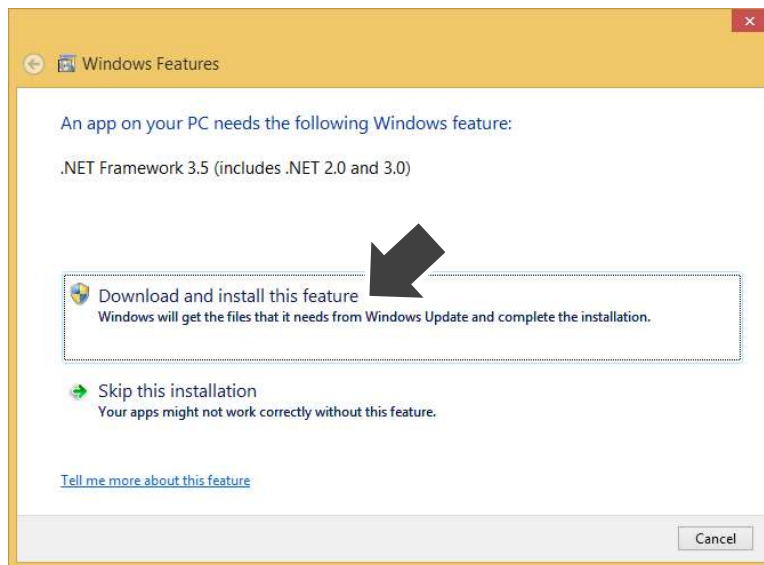 Windows Features
An app on your PC needs the following Windows feature:
.NET Framework 3.5 (includes .NET 2.0 and 3.0)
Download and install this feature
Windows will get the files that it needs from Windows Update and complete the installation.
Skip this installation
Your apps might not work correctly without this feature.
Tell me more about this feature
Cancel